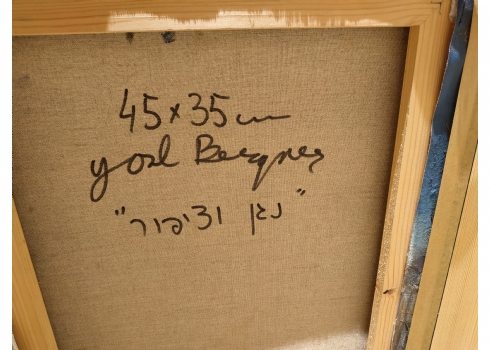 45x35 cm
yosl Bergner
"נגן וציפור"